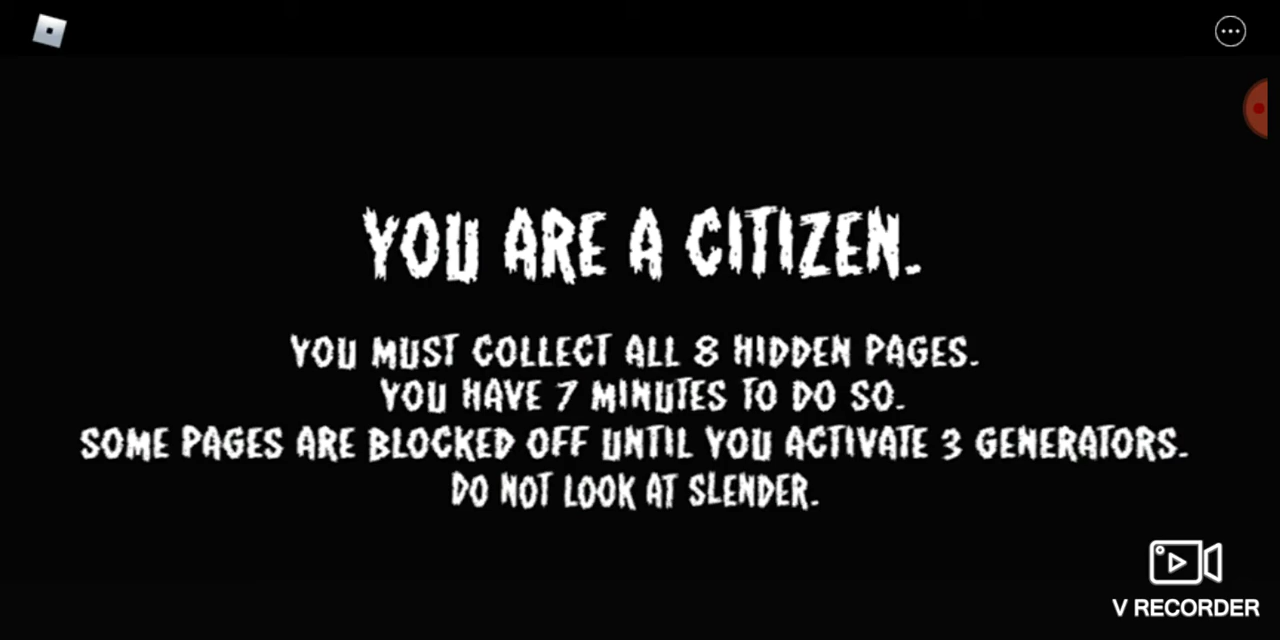 YOU ARE A CITIZEN.
YOU MUST COLLECT ALL 8 HIDDEN PAGES.
YOU HAVE 7 MINUTES TO DO SO.
SOME PAGES ARE BLOCKED OFF UNTIL YOU ACTIVATE 3 GENERATORS.
DO NOT LOOK AT SLENDER.
V RECORDER